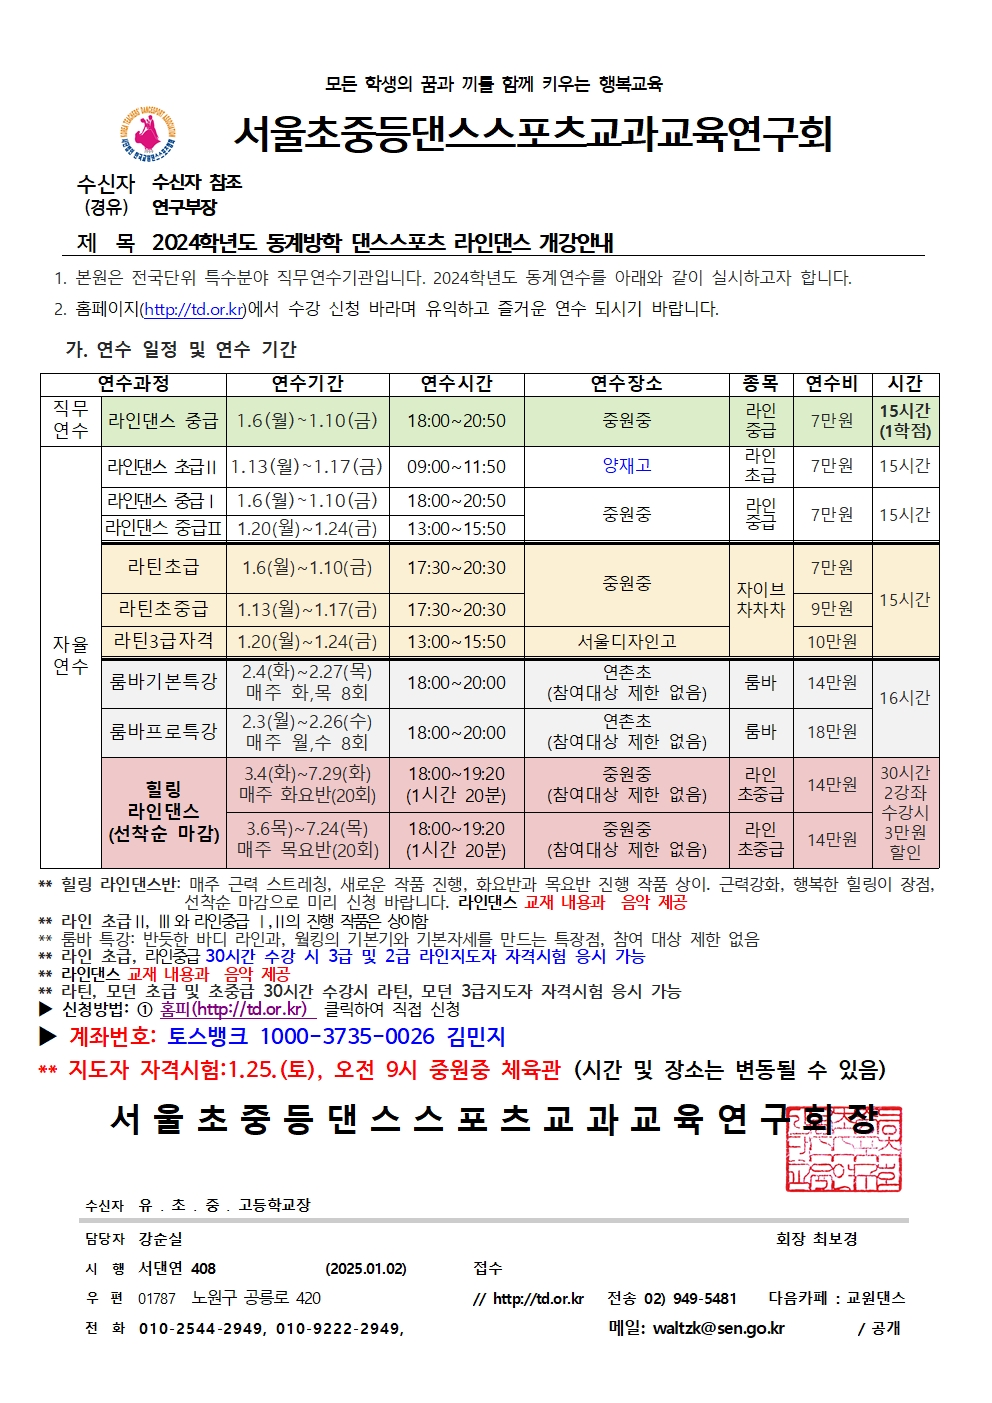 모든 학생의 꿈과 끼를 함께 키우는 행복교육
서울초중등댄스스포츠교과교육연구회
수신자 수신자 참조
(경유) 연구부장
제 목 2024학년도 동계방학 댄스스포츠 라인댄스 개강안내
1. 본원은 전국단위 특수분야 직무연수기관입니다. 2024학년도 동계연수를 아래와 같이 실시하고자 합니다.
2. 홈페이지(http://td.or.kr)에서 수강 신청 바라며 유익하고 즐거운 연수 되시기 바랍니다.
가. 연수 일정 및 연수 기간
연수과정 연수기간 연수시간 연수장소 종목 연수비 시간
직무 연수 라인댄스 중급 1.6(월)~1.10(금) 18:00~20:50 중원중 라인 중급 7만원 15시간 (1학점)
자율 연수
라인댄스 초급Ⅱ 1.13(월)~1.17(금) 09:00~11:50 양재고 라인 초급 7만원 15시간
라인댄스 중급Ⅰ 1.6(월)~1.10(금) 18:00~20:50 중원중 라인 중급 7만원 15시간
라인댄스 중급Ⅱ 1.20(월)~1.24(금) 13:00~15:50
라틴초급 1.6(월)~1.10(금) 17:30~20:30 중원중 자이브 차차차 7만원 15시간
라틴초중급 1.13(월)~1.17(금) 17:30~20:30 9만원
라틴3급자격 1.20(월)~1.24(금) 13:00~15:50 서울디자인고 10만원
룸바기본특강 2.4(화)~2.27(목) 매주 화,목 8회 18:00~20:00 연촌초 (참여대상 제한 없음) 룸바 14만원 16시간
룸바프로특강 2.3(월)~2.26(수) 매주 월,수 8회 18:00~20:00 연촌초 (참여대상 제한 없음) 룸바 18만원
힐링 라인댄스 (선착순 마감) 3.4(화)~7.29(화) 매주 화요반(20회) 18:00~19:20 (1시간 20분) 중원중 (참여대상 제한 없음) 라인 초중급 14만원 30시간 2강좌 수강시 3만원 할인
3.6목)~7.24(목) 매주 목요반(20회) 18:00~19:20 (1시간 20분) 중원중 (참여대상 제한 없음) 라인 초중급 14만원
** 힐링 라인댄스반: 매주 근력 스트레칭, 새로운 작품 진행, 화요반과 목요반 진행 작품 상이. 근력강화, 행복한 힐링이 장점,
선착순 마감으로 미리 신청 바랍니다. 라인댄스 교재 내용과 음악 제공
** 라인 초급Ⅱ, Ⅲ와 라인중급 Ⅰ,Ⅱ의 진행 작품은 상이함
** 룸바 특강: 반듯한 바디 라인과, 웤킹의 기본기와 기본자세를 만드는 특장점, 참여 대상 제한 없음
** 라인 초급, 라인중급 30시간 수강 시 3급 및 2급 라인지도자 자격시험 응시 가능
** 라인댄스 교재 내용과 음악 제공
** 라틴, 모던 초급 및 초중급 30시간 수강시 라틴, 모던 3급지도자 자격시험 응시 가능
▶ 신청방법: ① 홈피(http://td.or.kr) 클릭하여 직접 신청
▶ 계좌번호: 토스뱅크 1000-3735-0026 김민지
** 지도자 자격시험:1.25.(토), 오전 9시 중원중 체육관 (시간 및 장소는 변동될 수 있음)
서울초중등댄스스포츠교과교육연구회장
수신자 유 . 초 . 중 . 고등학교장
담당자 강순실 회장 최보경
시 행 서댄연 408 (2025.01.02) 접수
우 편 01787 노원구 공릉로 420 // http://td.or.kr 전송 02) 949-5481 다음카페 : 교원댄스
전 화 010-2544-2949, 010-9222-2949, 메일: waltzk@sen.go.kr / 공개